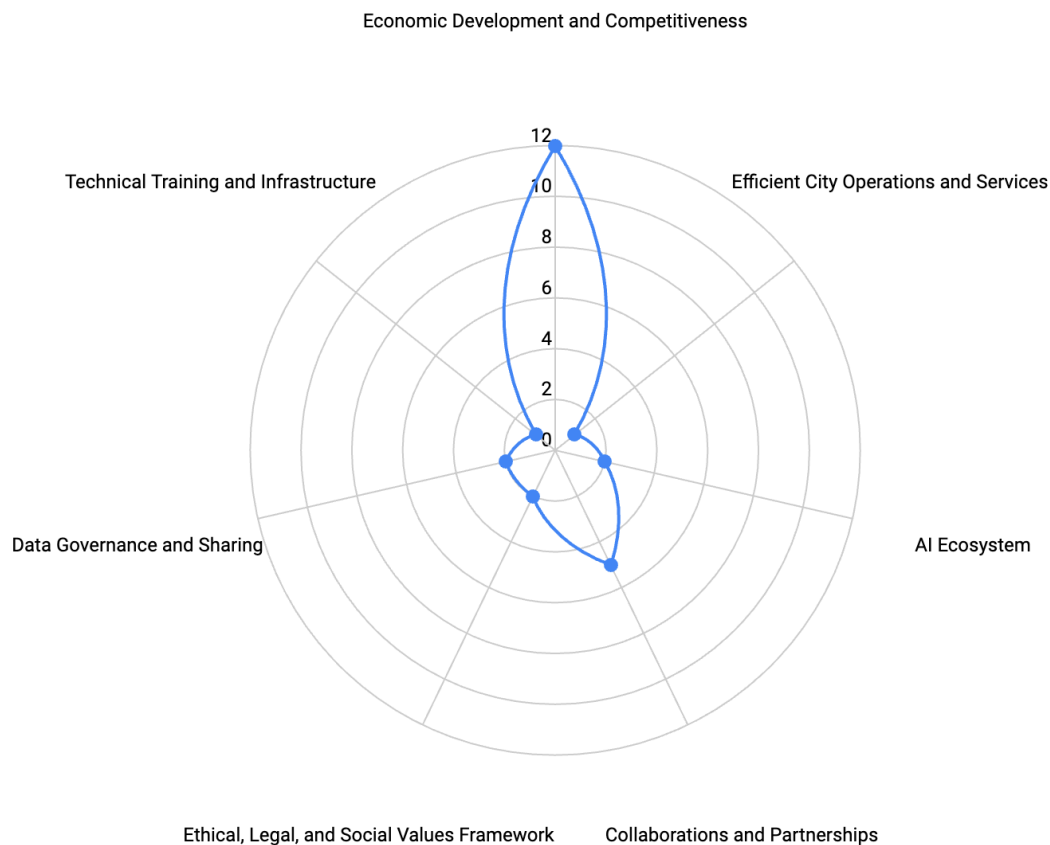 Economic Development and Competitiveness
12
Technical Training and Infrastructure
Efficient City Operations and Services
10
8
6
4
2
0
Data Governance and Sharing
AI Ecosystem
Ethical, Legal, and Social Values Framework
Collaborations and Partnerships